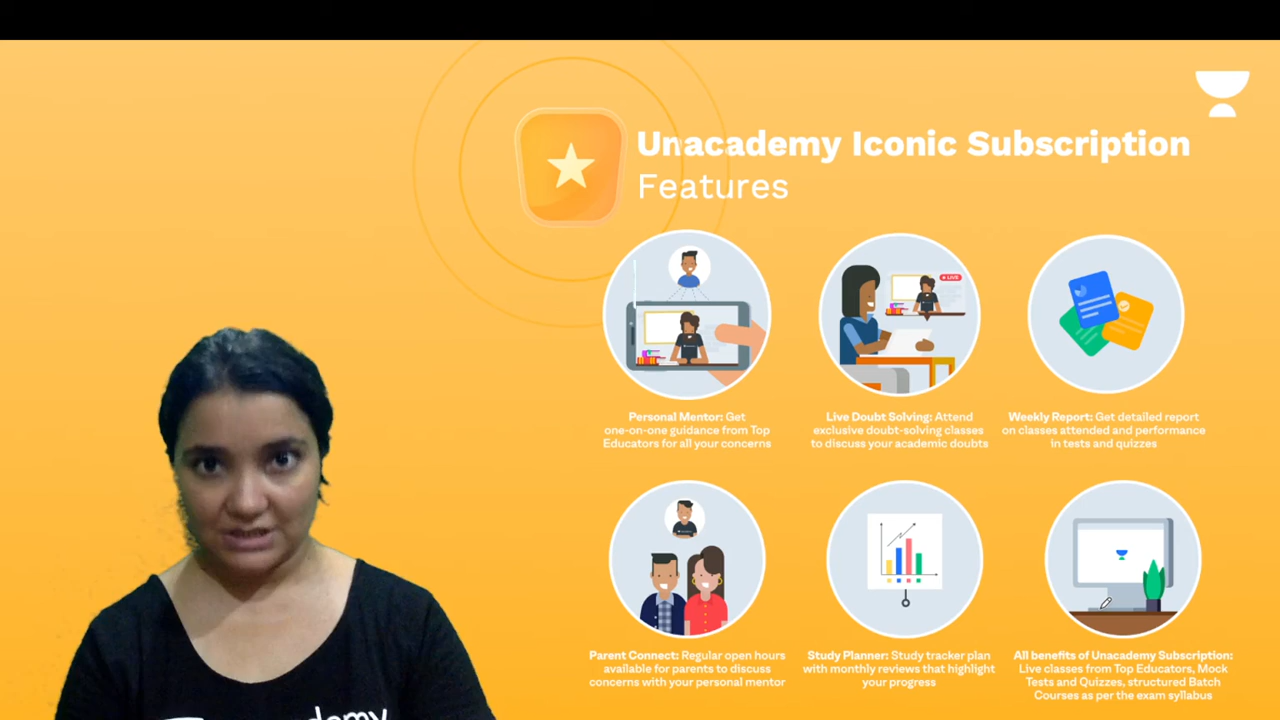 Unacademy Iconic Subscription
Features
LIVE
Personal Mentor: Get
one-on-one guidance from Top
Educators for all your concerns
Live Doubt Solving: Attend
exclusive doubt-solving classes
to discuss your academic doubts
Weekly Report: Get detailed report
on classes attended and performance
in tests and quizzes
Parent Connect: Regular open hours
available for parents to discuss
concerns with your personal mentor
Study Planner: Study tracker plan
with monthly reviews that highlight
your progress
All benefits of Unacademy Subscription:
Live classes from Top Educators, Mock
Tests and Quizzes, structured Batch
Courses as per the exam syllabus